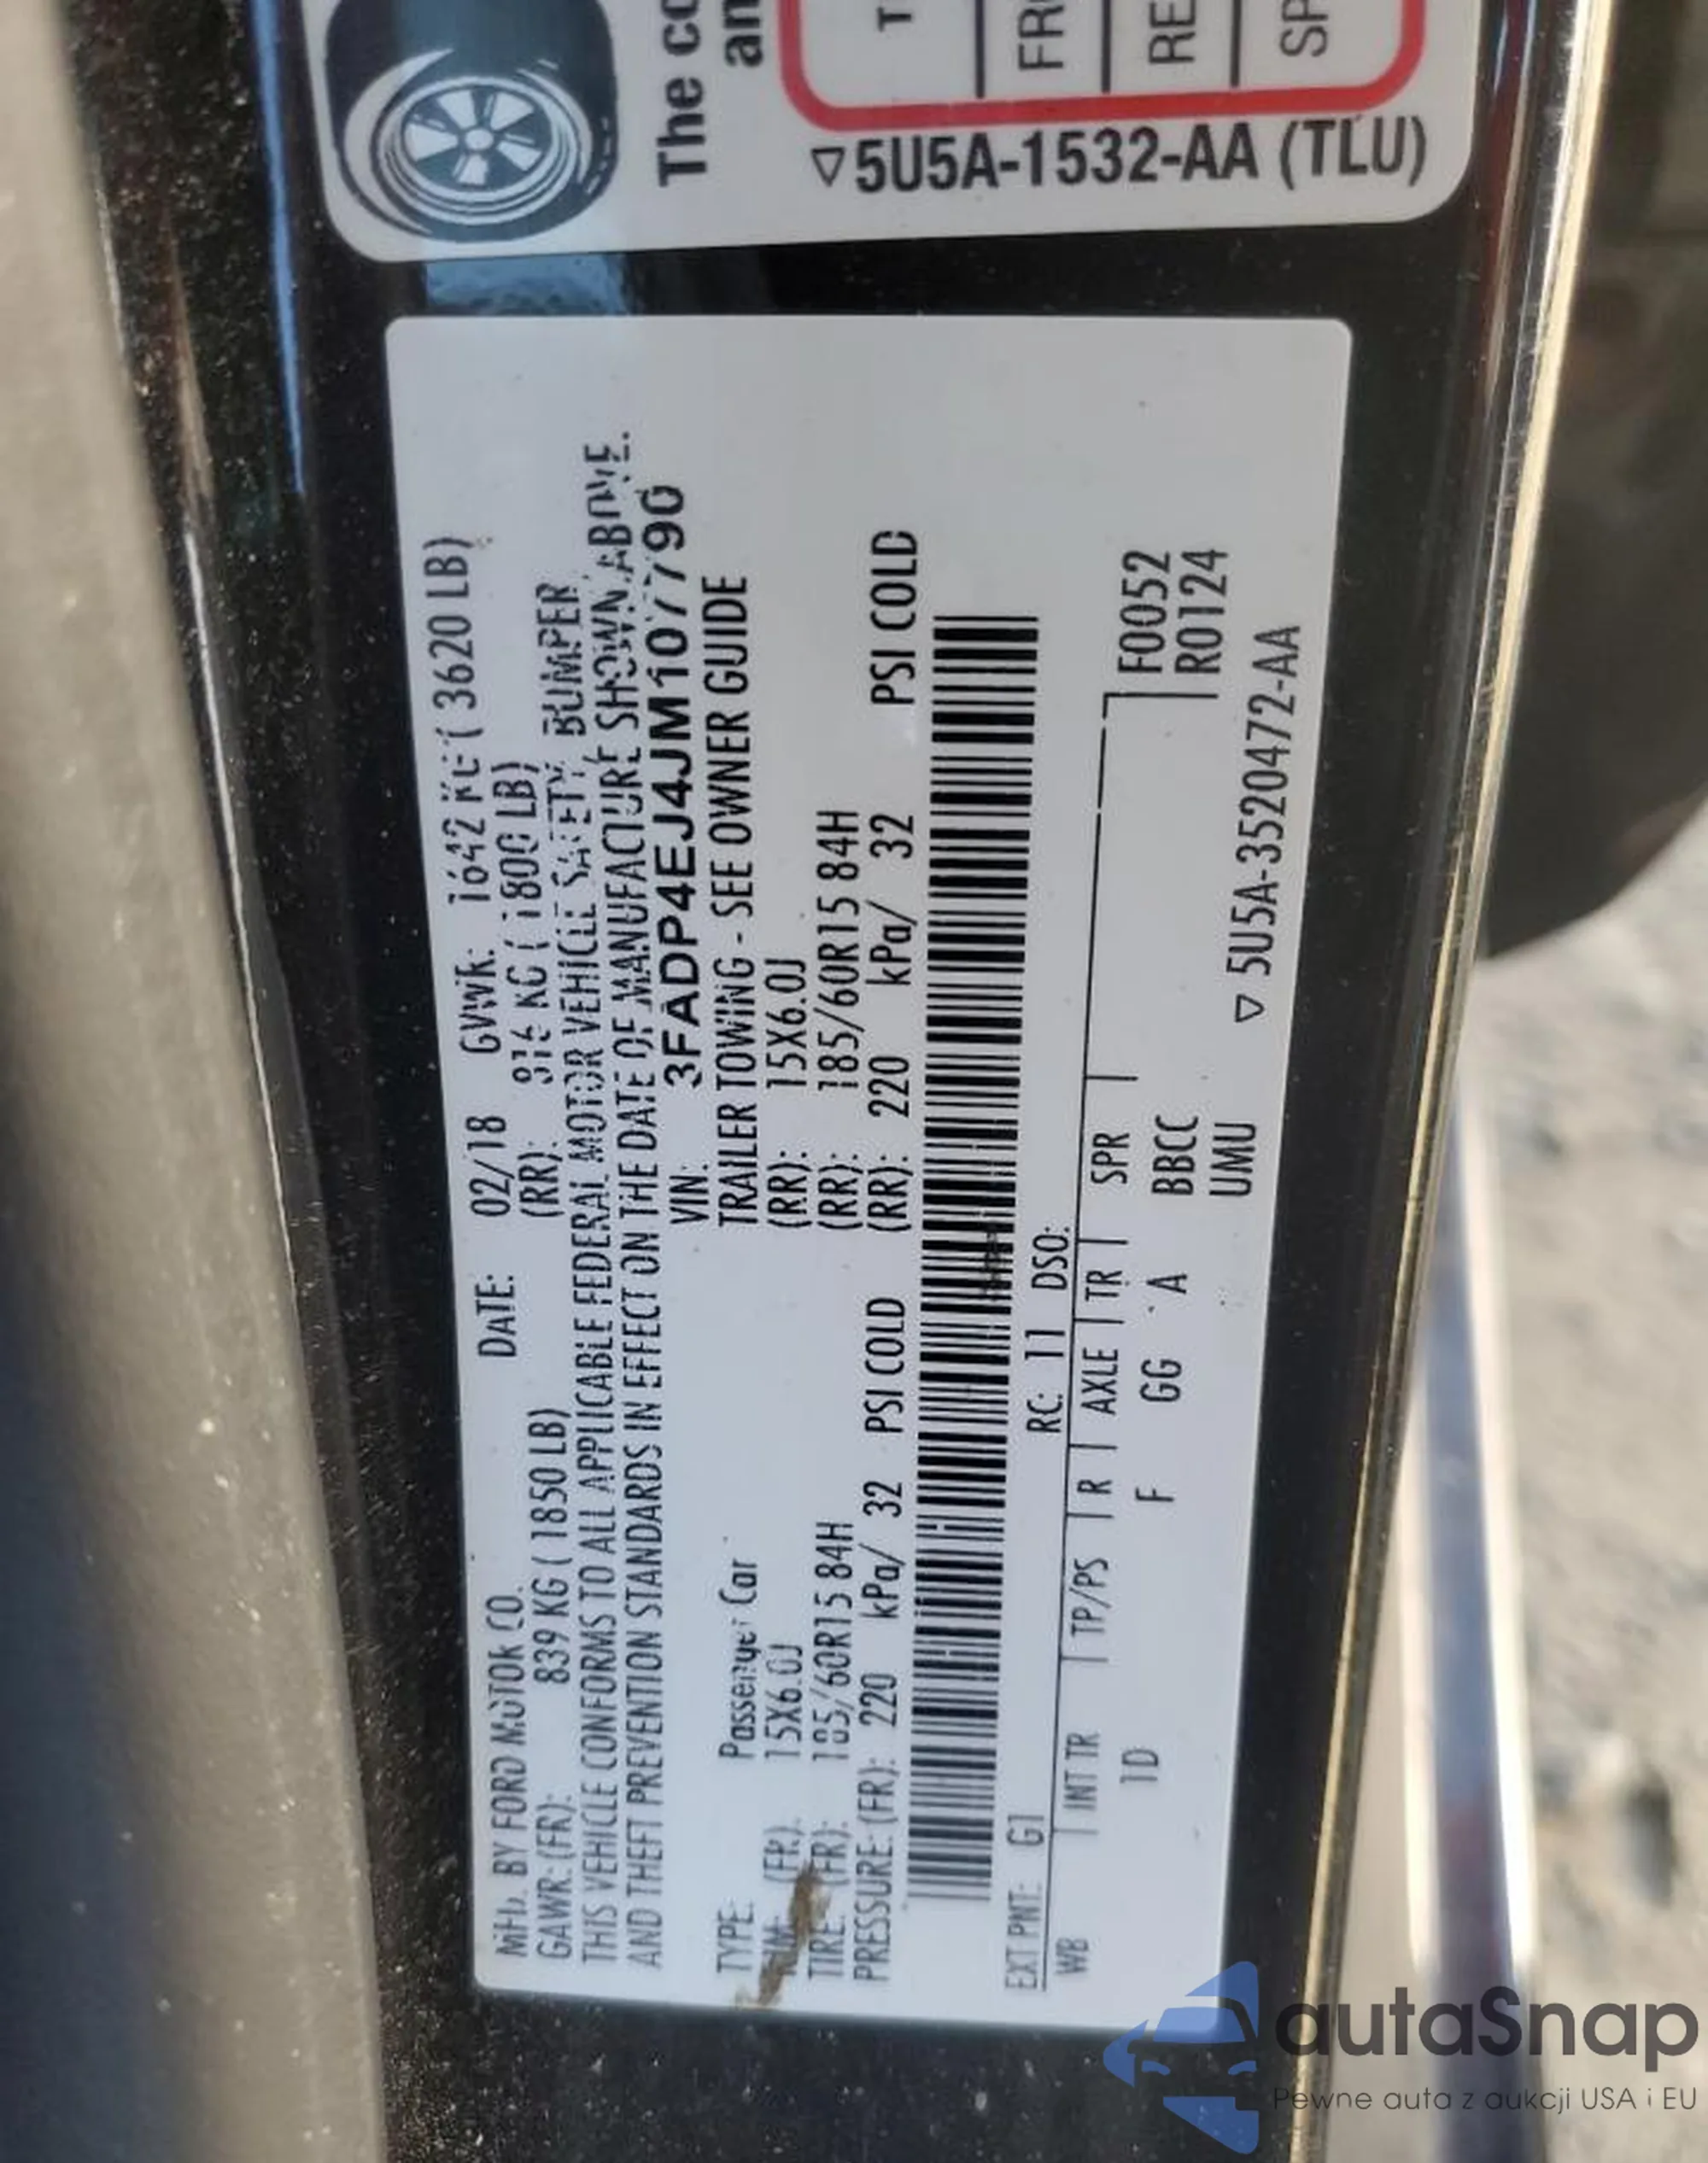 The co
an
T
FR
RE
SP
▽5U5A-1532-AA (TLU)
MFD. BY FORD MOTOR CO. DATE: 02/18 GVWR: 1642 KG ( 3620 LB)
GAWR: (FR): 839 KG ( 1850 LB) (RR): 816 KG ( 1800 LB)
THIS VEHICLE CONFORMS TO ALL APPLICABLE FEDERAL MOTOR VEHICLE SAFETY, BUMPER
AND THEFT PREVENTION STANDARDS IN EFFECT ON THE DATE OF MANUFACTURE SHOWN ABOVE.
VIN: 3FADP4EJ4JM107790
TYPE: Passenger Car TRAILER TOWING - SEE OWNER GUIDE
RIM: (FR): 15X6.0J (RR): 15X6.0J
TIRE: (FR): 185/60R15 84H (RR): 185/60R15 84H
PRESSURE: (FR): 220 kPa/ 32 PSI COLD (RR): 220 kPa/ 32 PSI COLD
EXT PNT: G1 RC: 11 DSO:
WB INT TR TP/PS R AXLE TR SPR F0052
1D F GG A BBCC R0124
UMU ▽ 5U5A-3520472-AA
autaSnap
Pewne auta z aukcji USA i EU